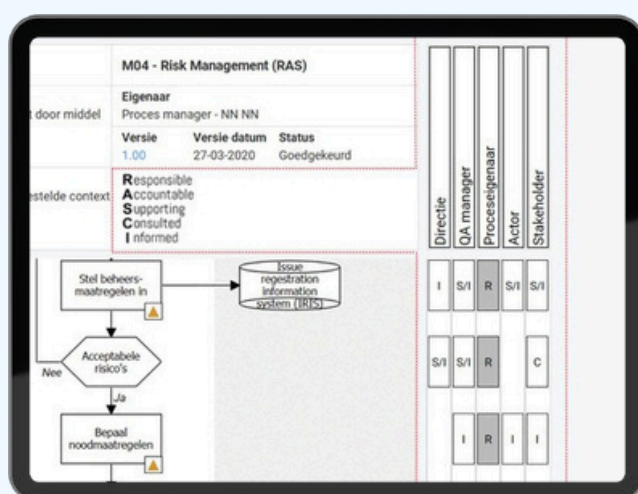 M04 - Risk Management (RAS)
Eigenaar
t door middel
Proces manager - NN NN
Versie Versie datum Status
1.00 27-03-2020 Goedgekeurd
Responsible
estelde context
Accountable
Supporting
Consulted
Informed
Directie
QA manager
Proceseigenaar
Actor
Stakeholder
Stel beheers-
maatregelen in
Issue
regestration
information
system (IRIS)
I S/I R S/I S/I
Acceptabele
risico's
Nee
Ja
S/I S/I R C
Bepaal
noodmaatregelen
I R I I